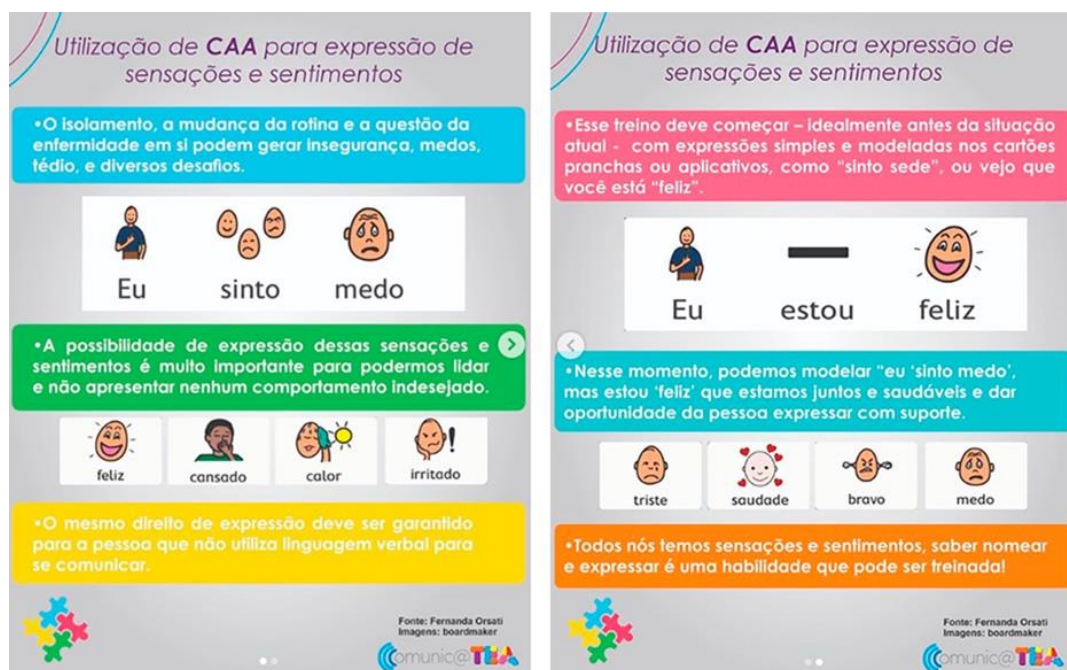 Utilização de CAA para expressão de
sensações e sentimentos
•O isolamento, a mudança da rotina e a questão da
enfermidade em si podem gerar insegurança, medos,
tédio, e diversos desafios.
Eu sinto medo
•A possibilidade de expressão dessas sensações e
sentimentos é muito importante para podermos lidar
e não apresentar nenhum comportamento indesejado.
feliz cansado calor irritado
•O mesmo direito de expressão deve ser garantido
para a pessoa que não utiliza linguagem verbal para
se comunicar.
Fonte: Fernanda Orsati
Imagens: boardmaker
Comunic@TEA
Utilização de CAA para expressão de
sensações e sentimentos
•Esse treino deve começar – idealmente antes da situação
atual - com expressões simples e modeladas nos cartões
pranchas ou aplicativos, como "sinto sede", ou vejo que
você está "feliz".
Eu estou feliz
•Nesse momento, podemos modelar "eu 'sinto medo',
mas estou 'feliz' que estamos juntos e saudáveis e dar
oportunidade da pessoa expressar com suporte.
triste saudade bravo medo
•Todos nós temos sensações e sentimentos, saber nomear
e expressar é uma habilidade que pode ser treinada!
Fonte: Fernanda Orsati
Imagens: boardmaker
Comunic@TEA